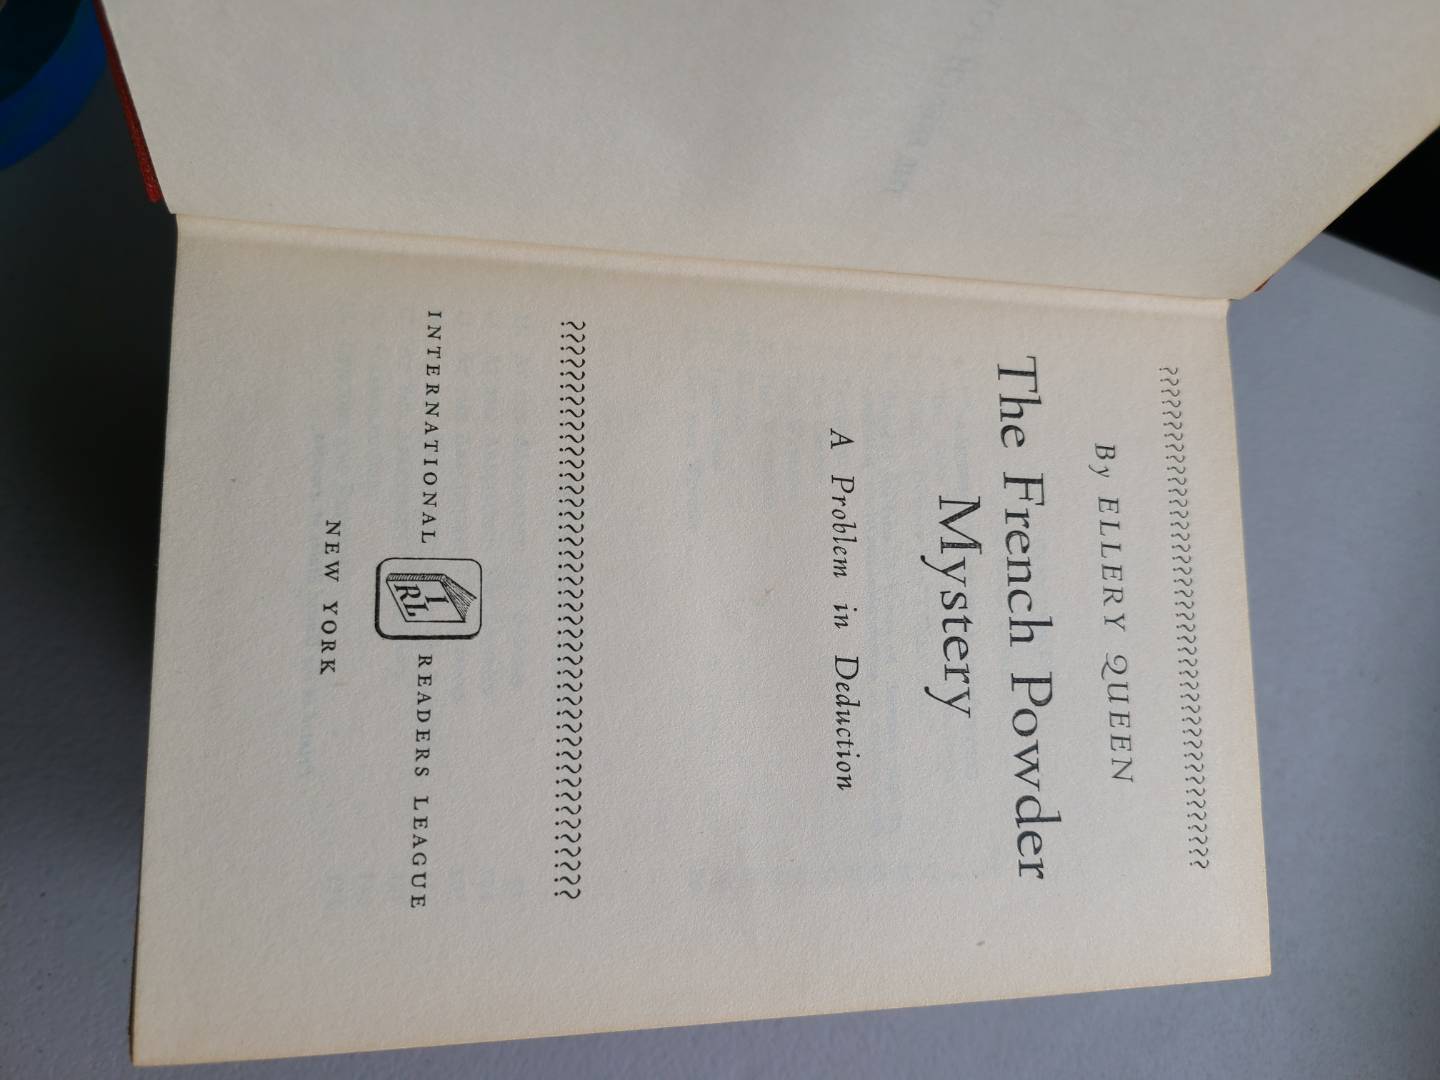 ?????????????????????????????????????????????????
By ELLERY QUEEN
The French Powder
Mystery
A Problem in Deduction
?????????????????????????????????????????????????
INTERNATIONAL IRL READERS LEAGUE
NEW YORK